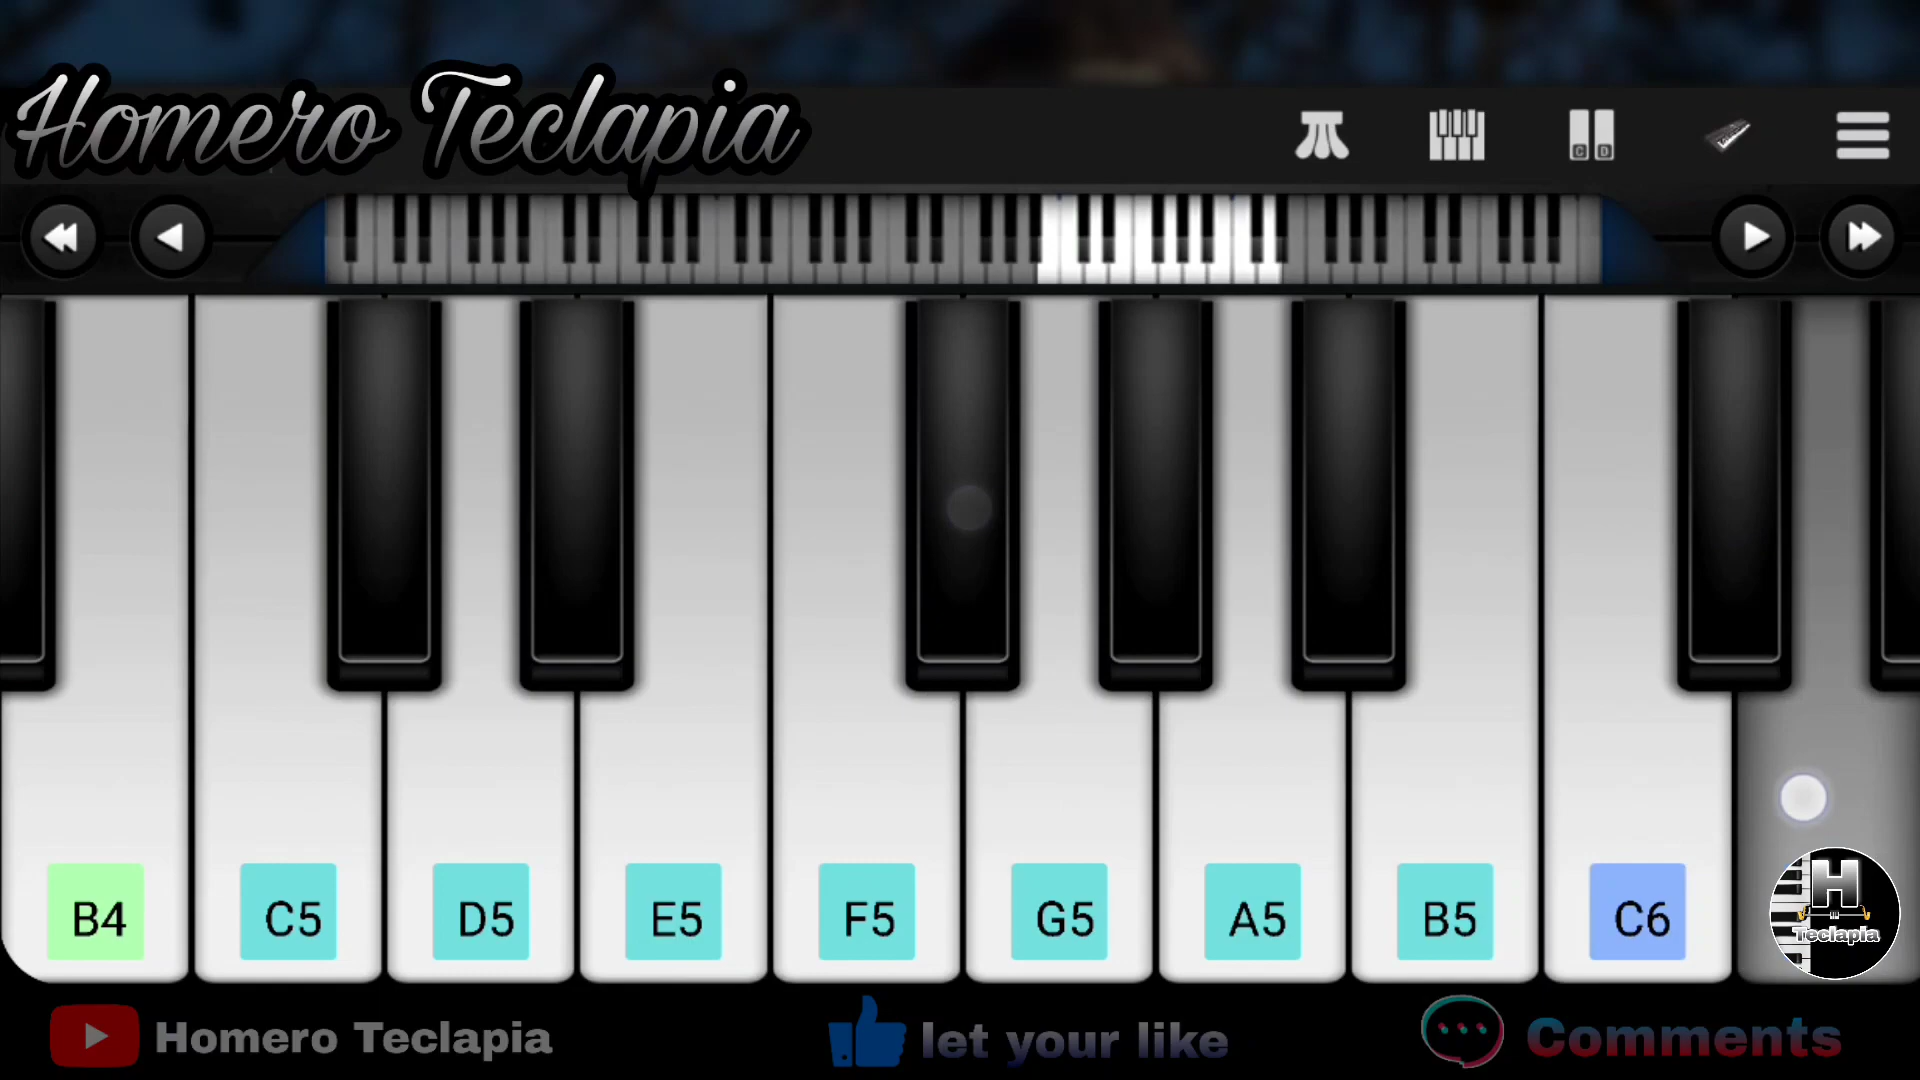 Homero Teclapia
C D
B4 C5 D5 E5 F5 G5 A5 B5 C6
H
Teclapia
Homero Teclapia let your like Comments